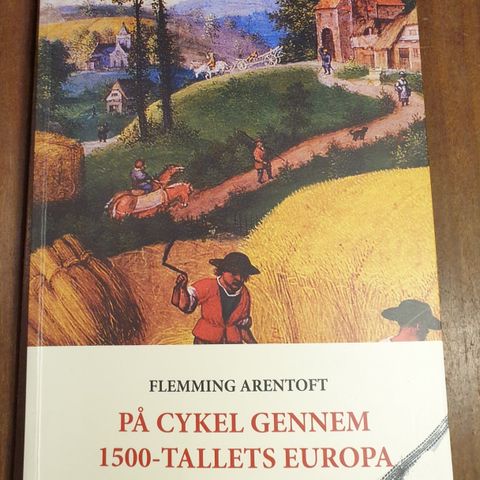 FLEMMING ARENTOFT
PÅ CYKEL GENNEM
1500-TALLETS EUROPA